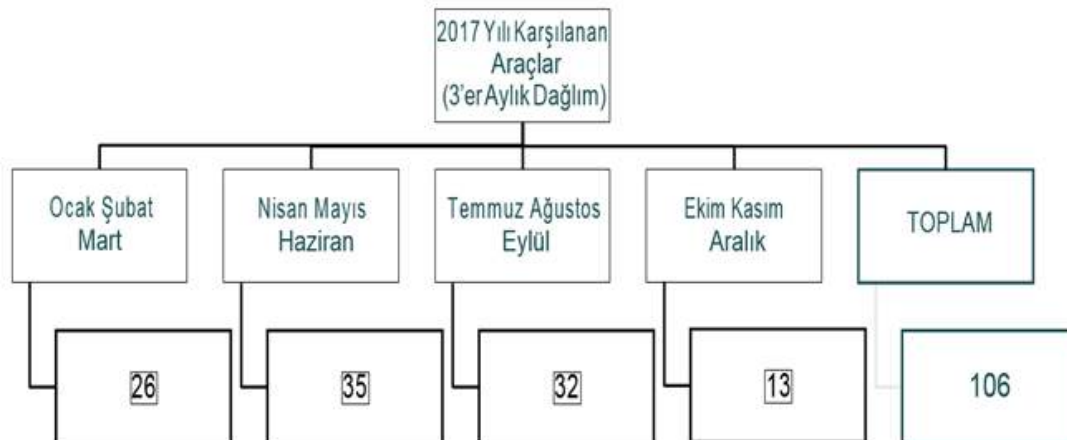 2017 Yılı Karşılanan
Araçlar
(3'er Aylık Dağlım)
Ocak Şubat
Mart
Nisan Mayıs
Haziran
Temmuz Ağustos
Eylül
Ekim Kasım
Aralık
TOPLAM
26
35
32
13
106